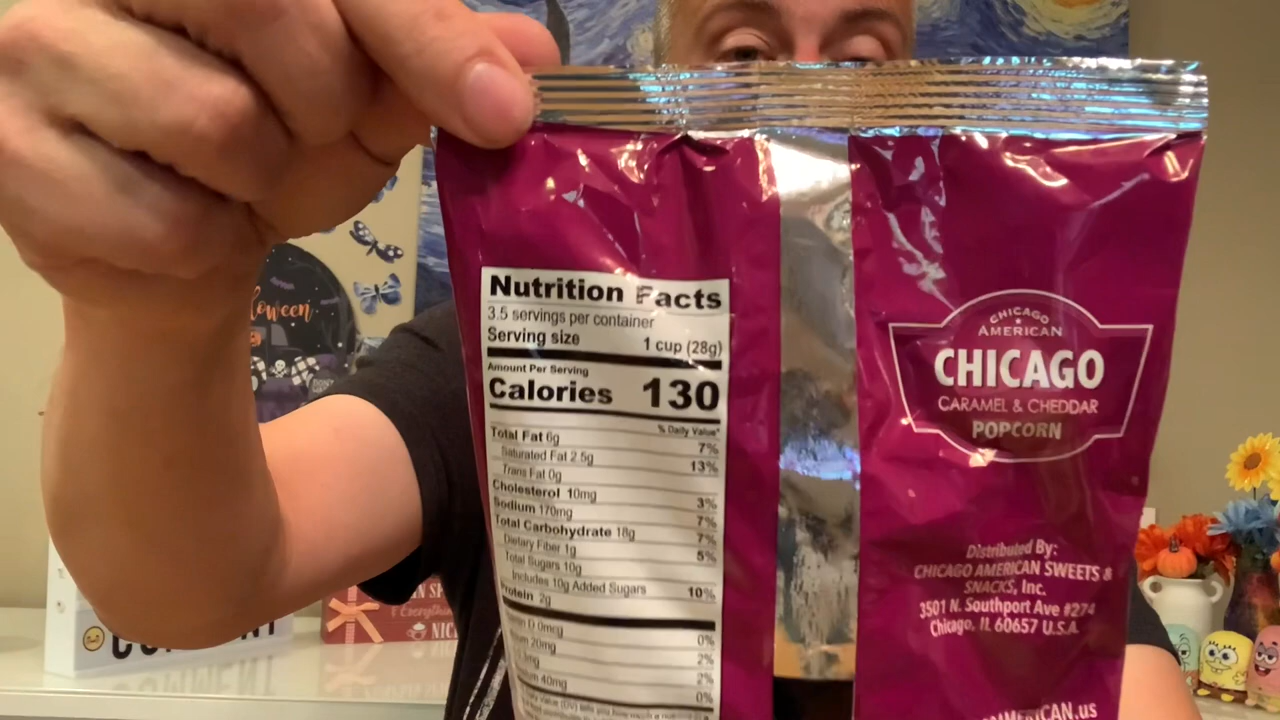 Nutrition Facts
3.5 servings per container
Serving size 1 cup (28g)
Amount Per Serving
Calories 130
% Daily Value*
Total Fat 6g 7%
Saturated Fat 2.5g 13%
Trans Fat 0g
Cholesterol 10mg 3%
Sodium 170mg 7%
Total Carbohydrate 18g 7%
Dietary Fiber 1g 5%
Total Sugars 10g
Includes 10g Added Sugars 10%
Protein 2g
D 0mcg 0%
20mg 2%
2%
40mg 0%
CHICAGO
AMERICAN
CHICAGO
CARAMEL & CHEDDAR
POPCORN
Distributed By:
CHICAGO AMERICAN SWEETS &
SNACKS, Inc.
3501 N. Southport Ave #274
Chicago, IL 60657 U.S.A.